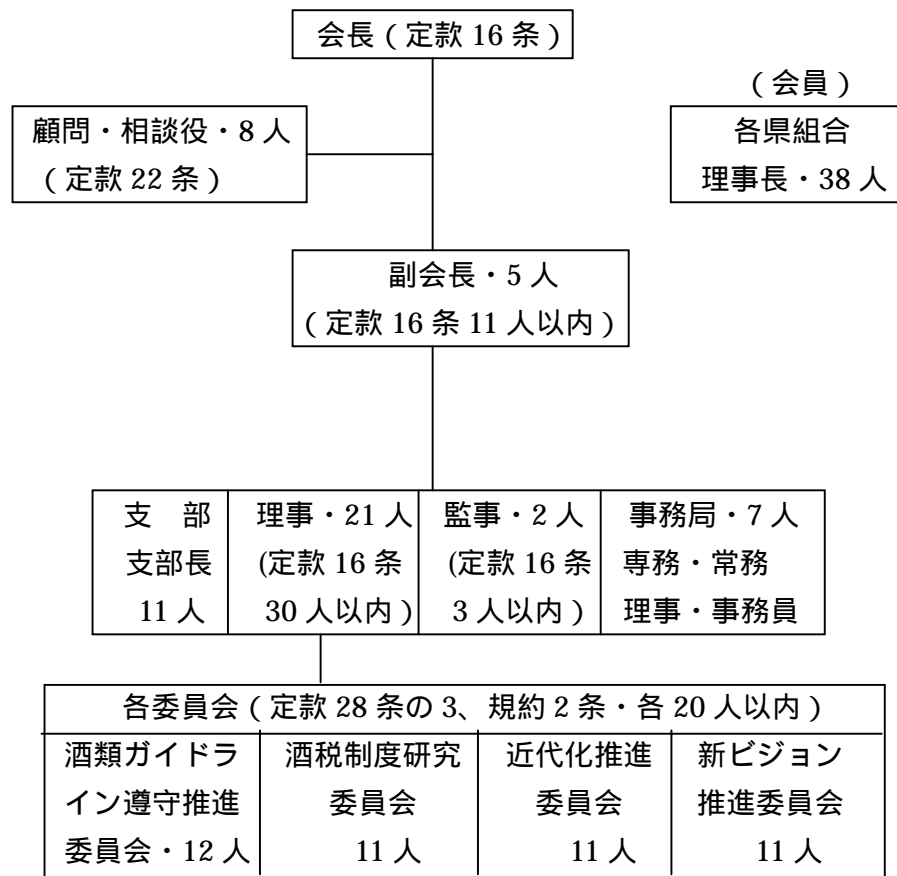 会長（定款 16 条）
（会員）
顧問・相談役・8 人
（定款 22 条）
各県組合
理事長・38 人
副会長・5 人
（定款 16 条 11 人以内）
支　部
支部長
11 人
理事・21 人
(定款 16 条
30 人以内）
監事・2 人
(定款 16 条
3 人以内）
事務局・7 人
専務・常務
理事・事務員
各委員会（定款 28 条の 3、規約 2 条・各 20 人以内）
酒類ガイドラ
イン遵守推進
委員会・12 人
酒税制度研究
委員会
11 人
近代化推進
委員会
11 人
新ビジョン
推進委員会
11 人